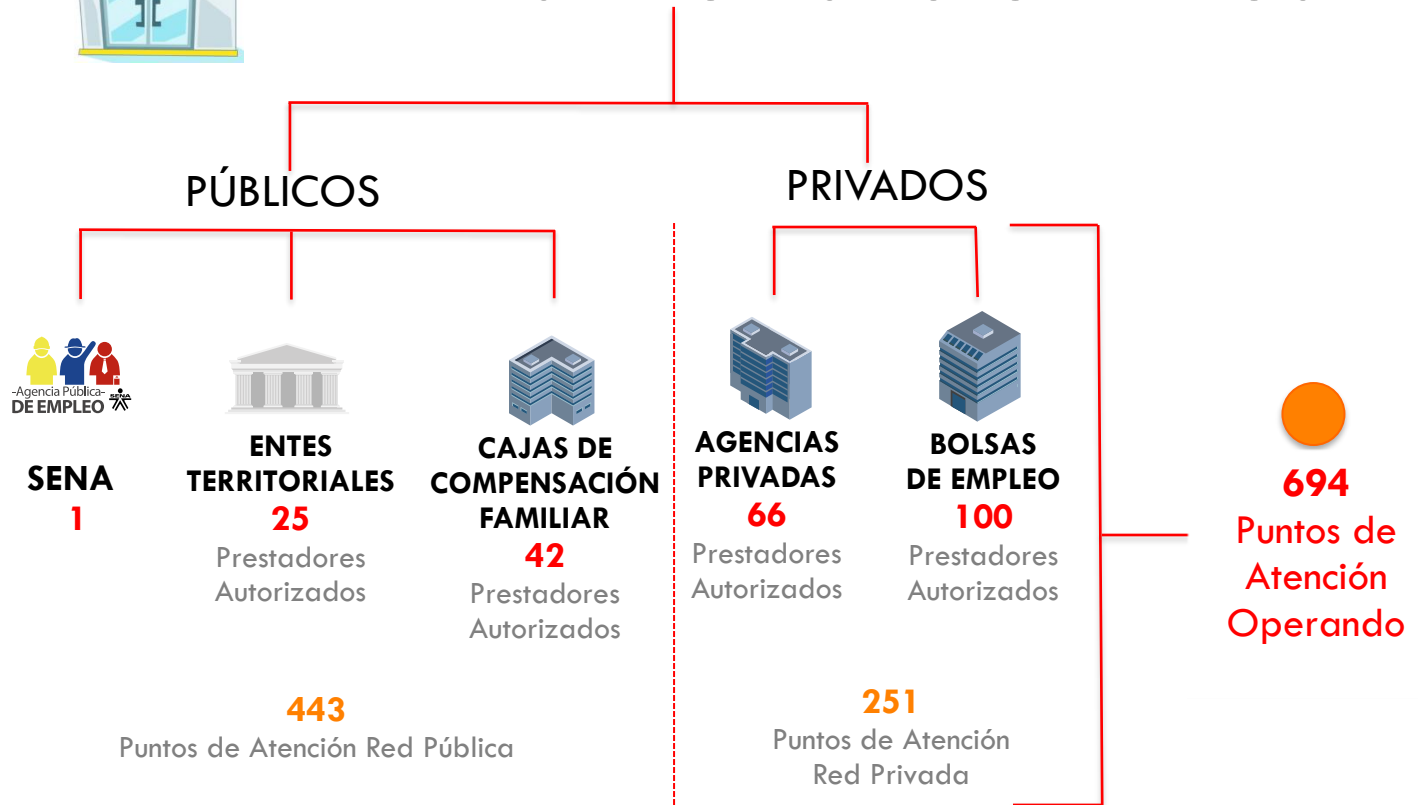 PÚBLICOS
PRIVADOS
-Agencia Pública-
DE EMPLEO
SENA
SENA
1
ENTES
TERRITORIALES
25
Prestadores
Autorizados
CAJAS DE
COMPENSACIÓN
FAMILIAR
42
Prestadores
Autorizados
AGENCIAS
PRIVADAS
66
Prestadores
Autorizados
BOLSAS
DE EMPLEO
100
Prestadores
Autorizados
694
Puntos de
Atención
Operando
443
Puntos de Atención Red Pública
251
Puntos de Atención
Red Privada